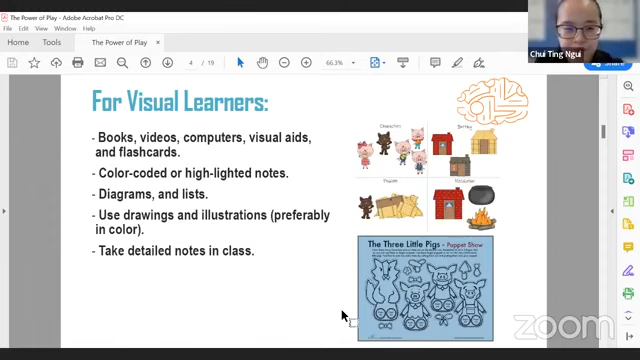 The Power of Play - Adobe Acrobat Pro DC
File Edit View Window Help
Home Tools The Power of Play ×
4 / 19 66.3% Share
Chui Ting Ngui
For Visual Learners:
- Books, videos, computers, visual aids,
and flashcards.
- Color-coded or high-lighted notes.
- Diagrams, and lists.
- Use drawings and illustrations (preferably
in color).
- Take detailed notes in class.
Characters Setting
Problem Resolution
The Three Little Pigs - Puppet Show
zoom